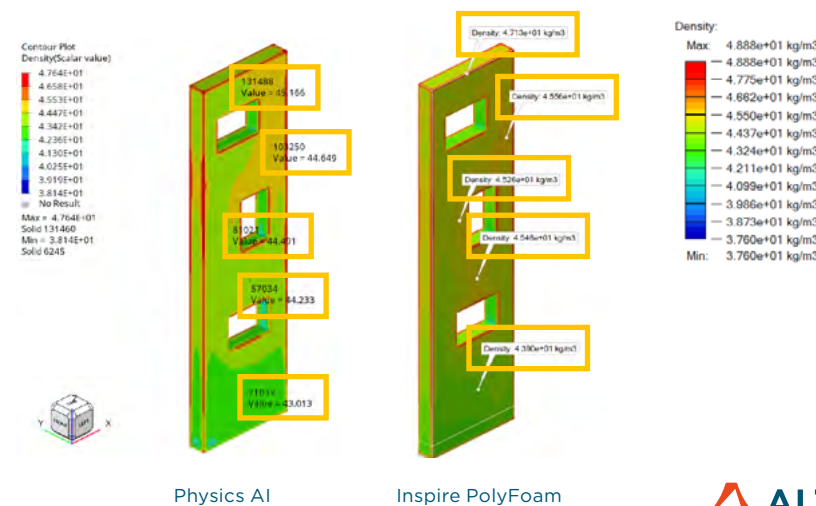 Contour Plot
Density(Scalar value)
4.764E+01
4.658E+01
4.553E+01
4.447E+01
4.342E+01
4.236E+01
4.130E+01
4.025E+01
3.919E+01
3.814E+01
No Result
Max = 4.764E+01
Solid 131460
Min = 3.814E+01
Solid 6245
131488
Value = 45.166
103250
Value = 44.649
81021
Value = 44.401
57034
Value = 44.233
Value = 43.013
Z
Y
X
LEFT
Physics AI
Density: 4.713e+01 kg/m3
Density: 4.556e+01 kg/m3
Density: 4.526e+01 kg/m3
Density: 4.548e+01 kg/m3
Density: 4.380e+01 kg/m3
Inspire PolyFoam
Density:
Max: 4.888e+01 kg/m3
4.888e+01 kg/m3
4.775e+01 kg/m3
4.662e+01 kg/m3
4.550e+01 kg/m3
4.437e+01 kg/m3
4.324e+01 kg/m3
4.211e+01 kg/m3
4.099e+01 kg/m3
3.986e+01 kg/m3
3.873e+01 kg/m3
3.760e+01 kg/m3
Min: 3.760e+01 kg/m3